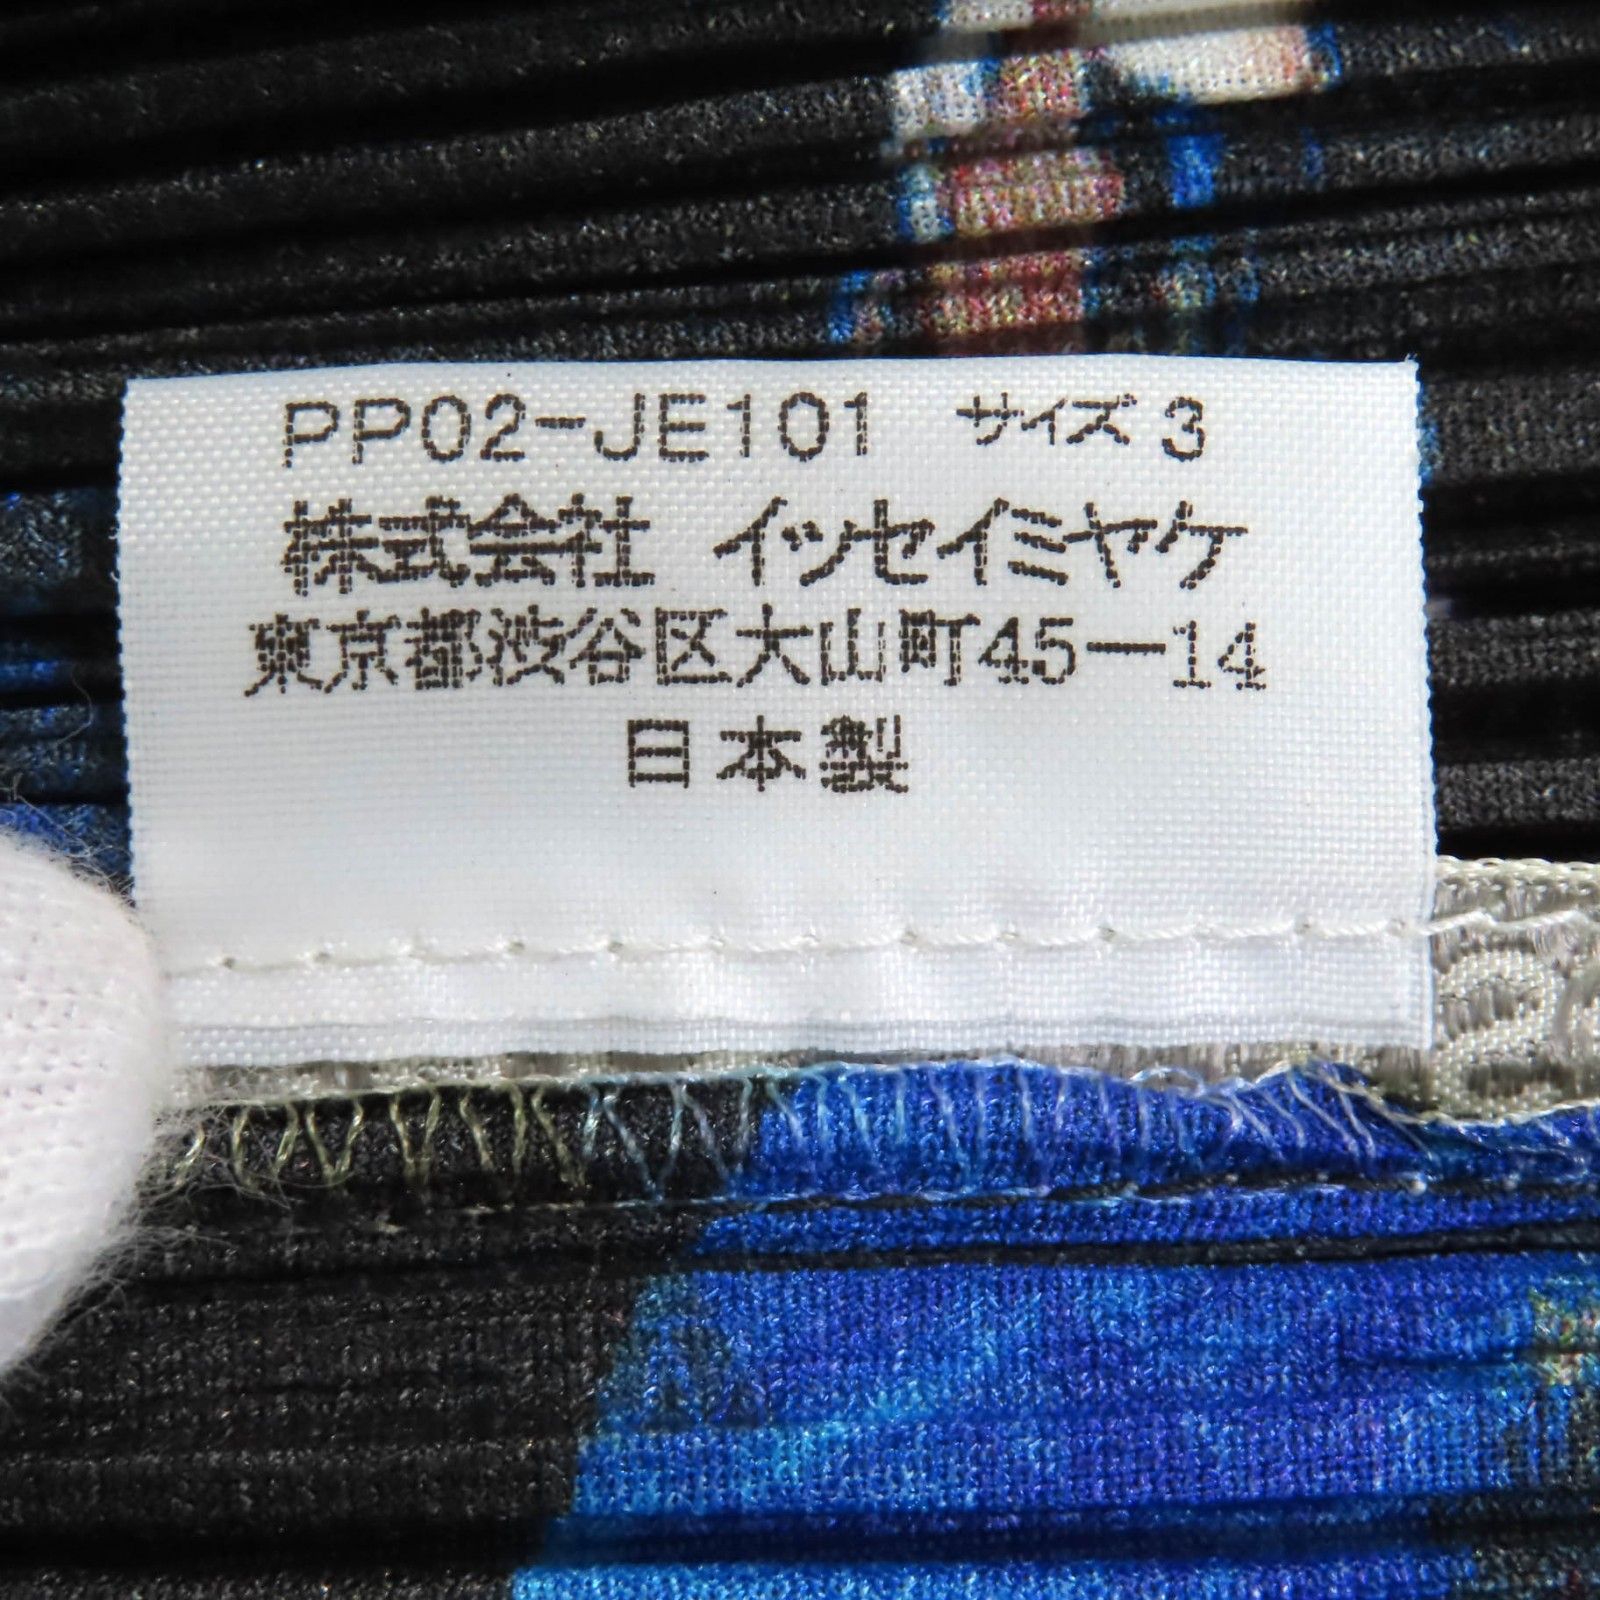 PP02-JE101 サイズ3
株式会社 イッセイミヤケ
東京都渋谷区大山町45-14
日本製